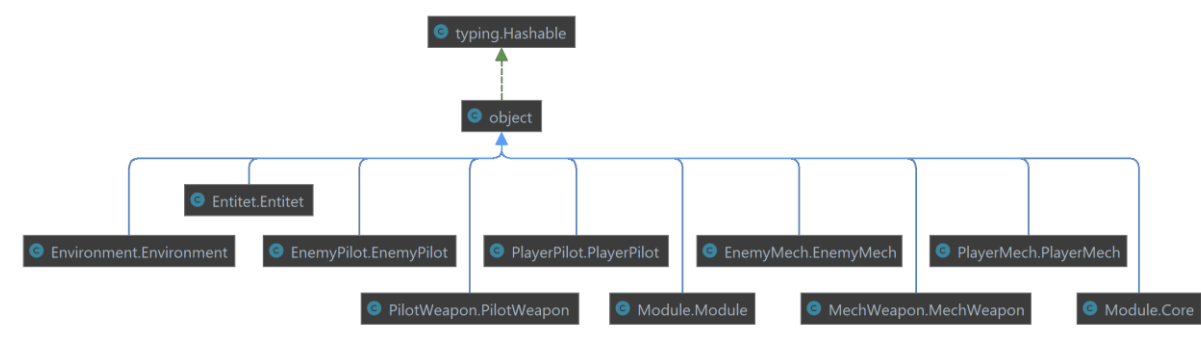 typing.Hashable
object
Entitet.Entitet
Environment.Environment
EnemyPilot.EnemyPilot
PlayerPilot.PlayerPilot
EnemyMech.EnemyMech
PlayerMech.PlayerMech
PilotWeapon.PilotWeapon
Module.Module
MechWeapon.MechWeapon
Module.Core